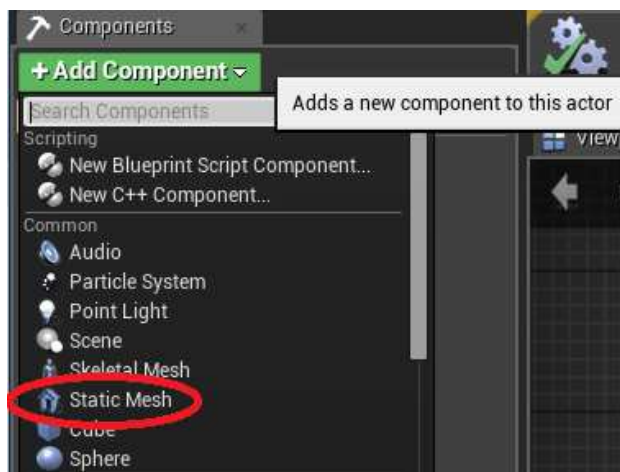 Components
+ Add Component
Search Components
Adds a new component to this actor
View
Scripting
New Blueprint Script Component...
New C++ Component...
Common
Audio
Particle System
Point Light
Scene
Skeletal Mesh
Static Mesh
Cube
Sphere